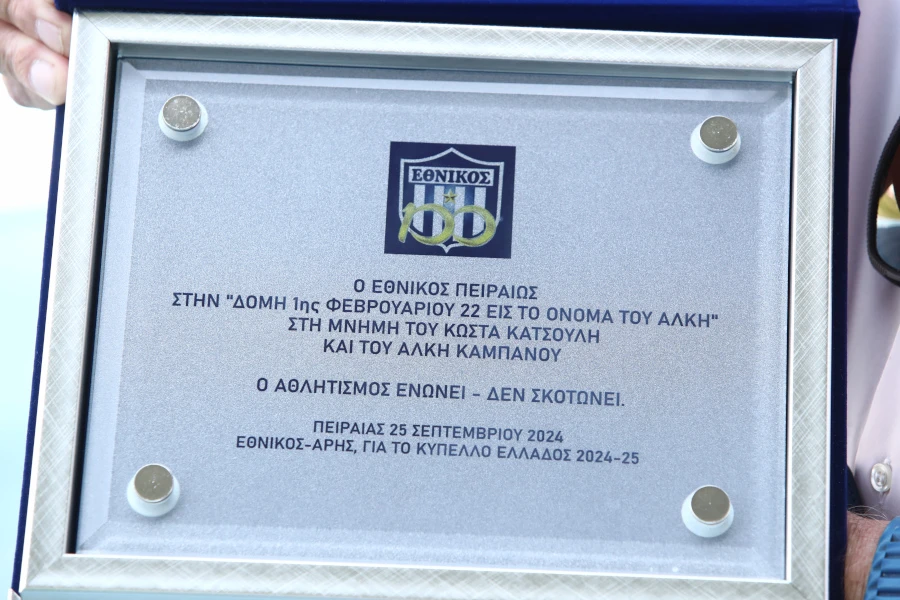 ΕΘΝΙΚΟΣ
100
Ο ΕΘΝΙΚΟΣ ΠΕΙΡΑΙΩΣ
ΣΤΗΝ "ΔΟΜΗ 1ης ΦΕΒΡΟΥΑΡΙΟΥ 22 ΕΙΣ ΤΟ ΟΝΟΜΑ ΤΟΥ ΑΛΚΗ"
ΣΤΗ ΜΝΗΜΗ ΤΟΥ ΚΩΣΤΑ ΚΑΤΣΟΥΛΗ
ΚΑΙ ΤΟΥ ΑΛΚΗ ΚΑΜΠΑΝΟΥ
Ο ΑΘΛΗΤΙΣΜΟΣ ΕΝΩΝΕΙ - ΔΕΝ ΣΚΟΤΩΝΕΙ.
ΠΕΙΡΑΙΑΣ 25 ΣΕΠΤΕΜΒΡΙΟΥ 2024
ΕΘΝΙΚΟΣ-ΑΡΗΣ, ΓΙΑ ΤΟ ΚΥΠΕΛΛΟ ΕΛΛΑΔΟΣ 2024-25